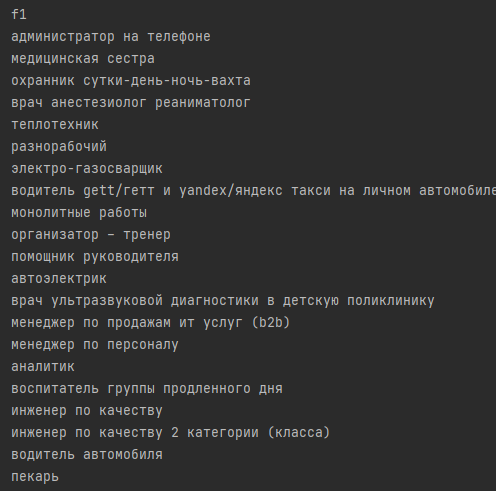 f1
администратор на телефоне
медицинская сестра
охранник сутки-день-ночь-вахта
врач анестезиолог реаниматолог
теплотехник
разнорабочий
электро-газосварщик
водитель gett/гетт и yandex/яндекс такси на личном автомобиле
монолитные работы
организатор – тренер
помощник руководителя
автоэлектрик
врач ультразвуковой диагностики в детскую поликлинику
менеджер по продажам ит услуг (b2b)
менеджер по персоналу
аналитик
воспитатель группы продленного дня
инженер по качеству
инженер по качеству 2 категории (класса)
водитель автомобиля
пекарь